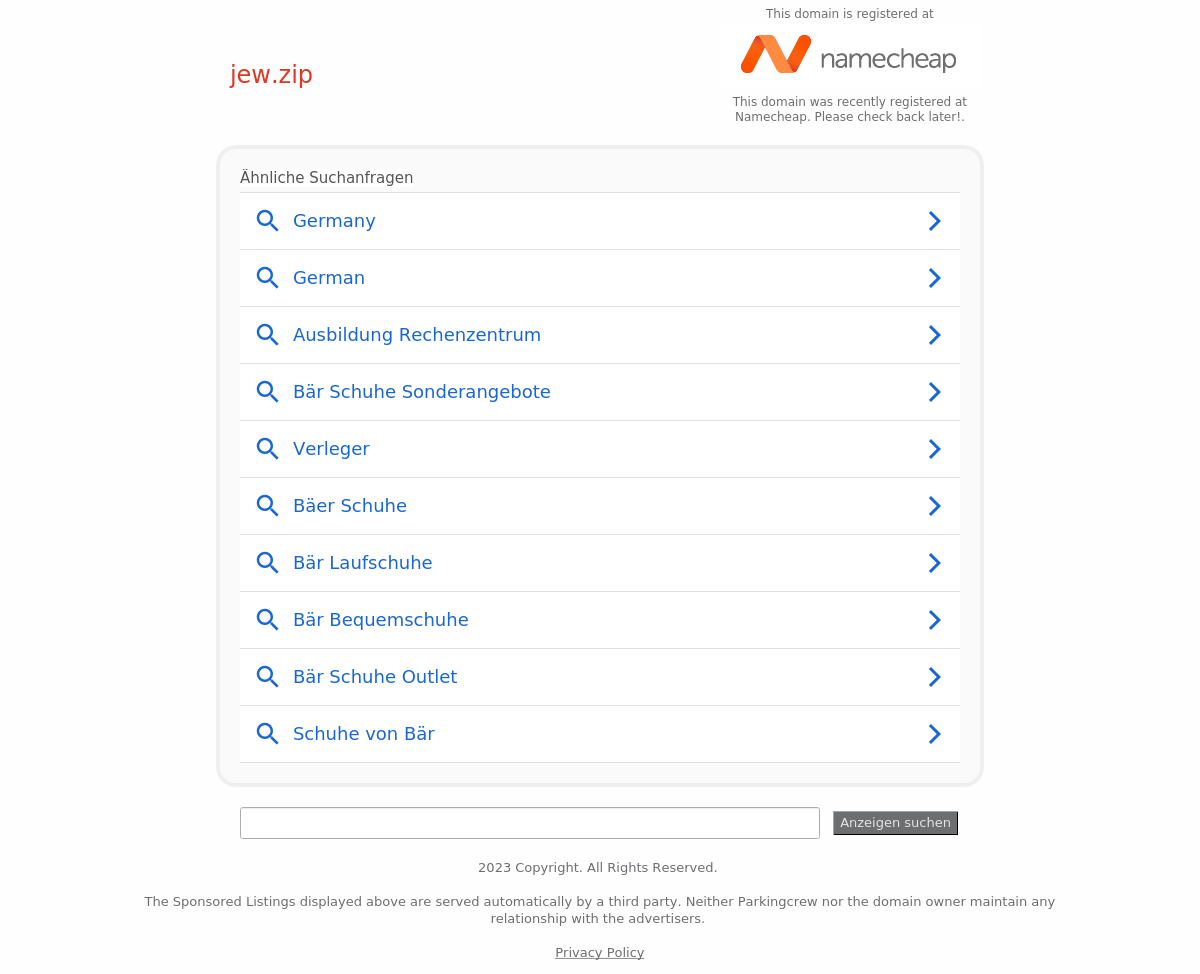 This domain is registered at
namecheap
jew.zip
This domain was recently registered at
Namecheap. Please check back later!.
Ähnliche Suchanfragen
Germany
German
Ausbildung Rechenzentrum
Bär Schuhe Sonderangebote
Verleger
Bäer Schuhe
Bär Laufschuhe
Bär Bequemschuhe
Bär Schuhe Outlet
Schuhe von Bär
Anzeigen suchen
2023 Copyright. All Rights Reserved.
The Sponsored Listings displayed above are served automatically by a third party. Neither Parkingcrew nor the domain owner maintain any
relationship with the advertisers.
Privacy Policy